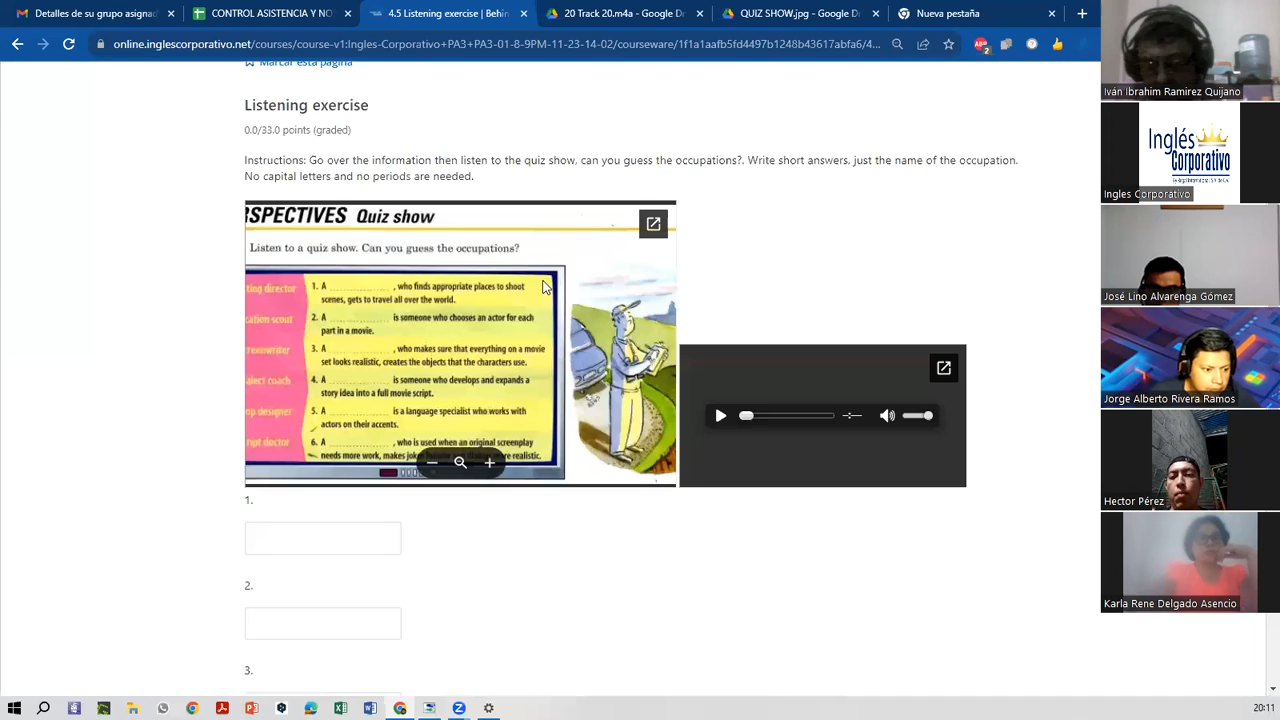 Detalles de su grupo asignad
CONTROL ASISTENCIA Y NO
4.5 Listening exercise | Behin
20 Track 20.m4a - Google Dr
QUIZ SHOW.jpg - Google D
Nueva pestaña
online.inglescorporativo.net/courses/course-v1:Ingles-Corporativo+PA3+PA3-01-8-9PM-11-23-14-02/courseware/1f1a1aafb5fd4497b1248b43617abfa6/4...
Marcar esta página
Listening exercise
0.0/33.0 points (graded)
Instructions: Go over the information then listen to the quiz show, can you guess the occupations?. Write short answers, just the name of the occupation.
No capital letters and no periods are needed.
SPECTIVES Quiz show
Listen to a quiz show. Can you guess the occupations?
ting director
cation scout
reenwriter
alect coach
op designer
ript doctor
1. A ............... , who finds appropriate places to shoot
scenes, gets to travel all over the world.
2. A ............... is someone who chooses an actor for each
part in a movie.
3. A ............... , who makes sure that everything on a movie
set looks realistic, creates the objects that the characters use.
4. A ............... is someone who develops and expands a
story idea into a full movie script.
5. A ............... is a language specialist who works with
actors on their accents.
6. A ............... , who is used when an original screenplay
needs more work, makes jokes more realistic.
1.
2.
3.
Iván Ibrahim Ramírez Quijano
Inglés
Corporativo
Ingles Corporativo
José Lino Alvarenga Gómez
Jorge Alberto Rivera Ramos
Hector Pérez
Karla Rene Delgado Asencio
20:11